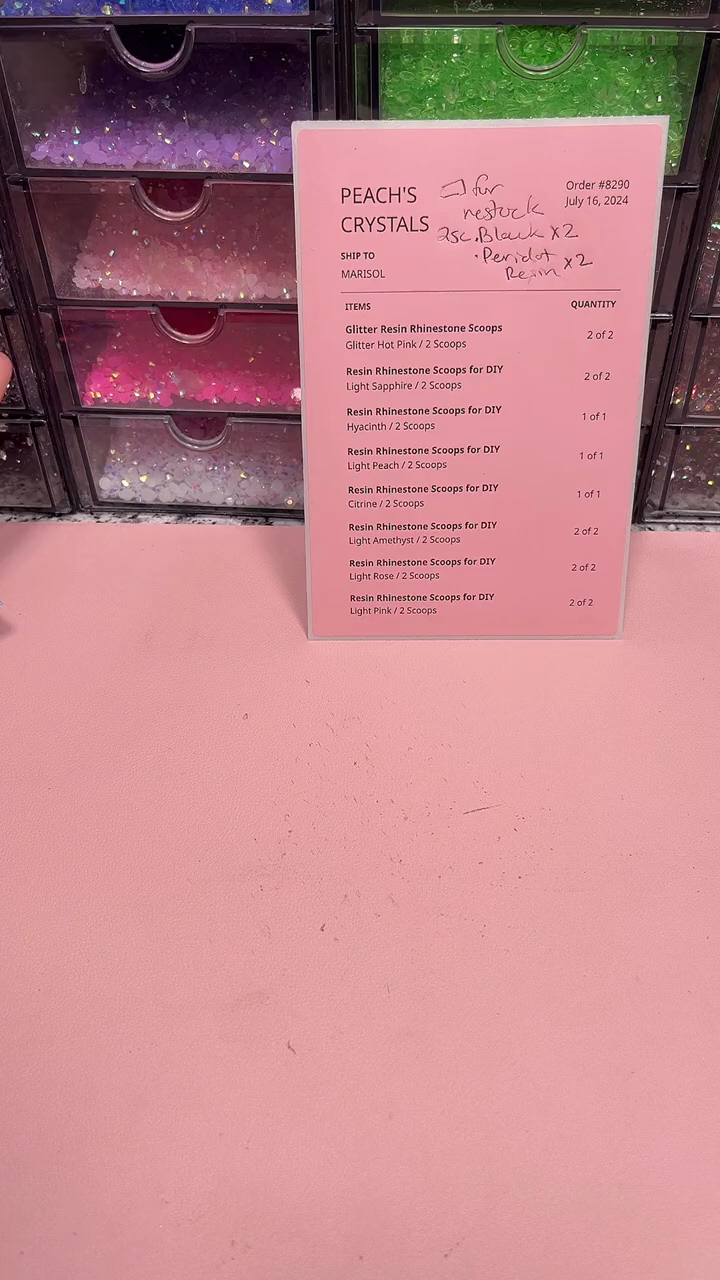 PEACH'S
CRYSTALS
for
restock
2sc. Black x2
· Peridot
Resin x2
Order #8290
July 16, 2024
SHIP TO
MARISOL
ITEMS QUANTITY
Glitter Resin Rhinestone Scoops
Glitter Hot Pink / 2 Scoops 2 of 2
Resin Rhinestone Scoops for DIY
Light Sapphire / 2 Scoops 2 of 2
Resin Rhinestone Scoops for DIY
Hyacinth / 2 Scoops 1 of 1
Resin Rhinestone Scoops for DIY
Light Peach / 2 Scoops 1 of 1
Resin Rhinestone Scoops for DIY
Citrine / 2 Scoops 1 of 1
Resin Rhinestone Scoops for DIY
Light Amethyst / 2 Scoops 2 of 2
Resin Rhinestone Scoops for DIY
Light Rose / 2 Scoops 2 of 2
Resin Rhinestone Scoops for DIY
Light Pink / 2 Scoops 2 of 2